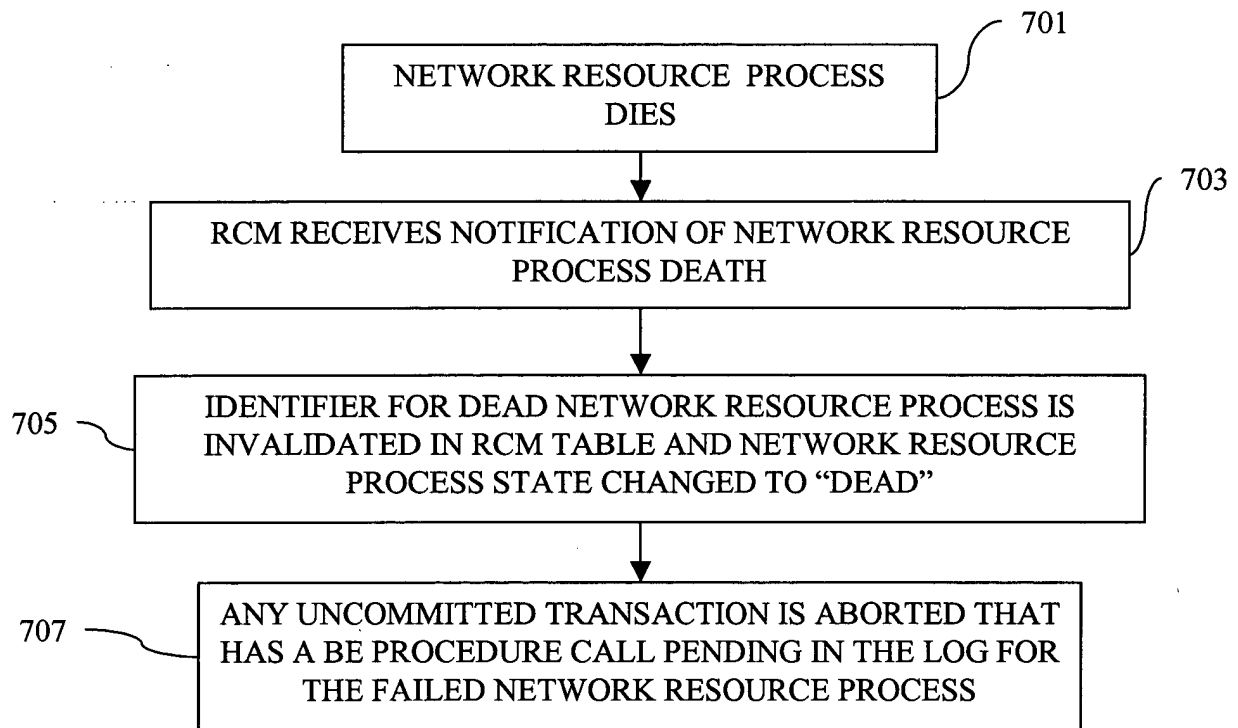 701
NETWORK RESOURCE PROCESS
DIES
703
RCM RECEIVES NOTIFICATION OF NETWORK RESOURCE
PROCESS DEATH
705
IDENTIFIER FOR DEAD NETWORK RESOURCE PROCESS IS
INVALIDATED IN RCM TABLE AND NETWORK RESOURCE
PROCESS STATE CHANGED TO “DEAD”
707
ANY UNCOMMITTED TRANSACTION IS ABORTED THAT
HAS A BE PROCEDURE CALL PENDING IN THE LOG FOR
THE FAILED NETWORK RESOURCE PROCESS